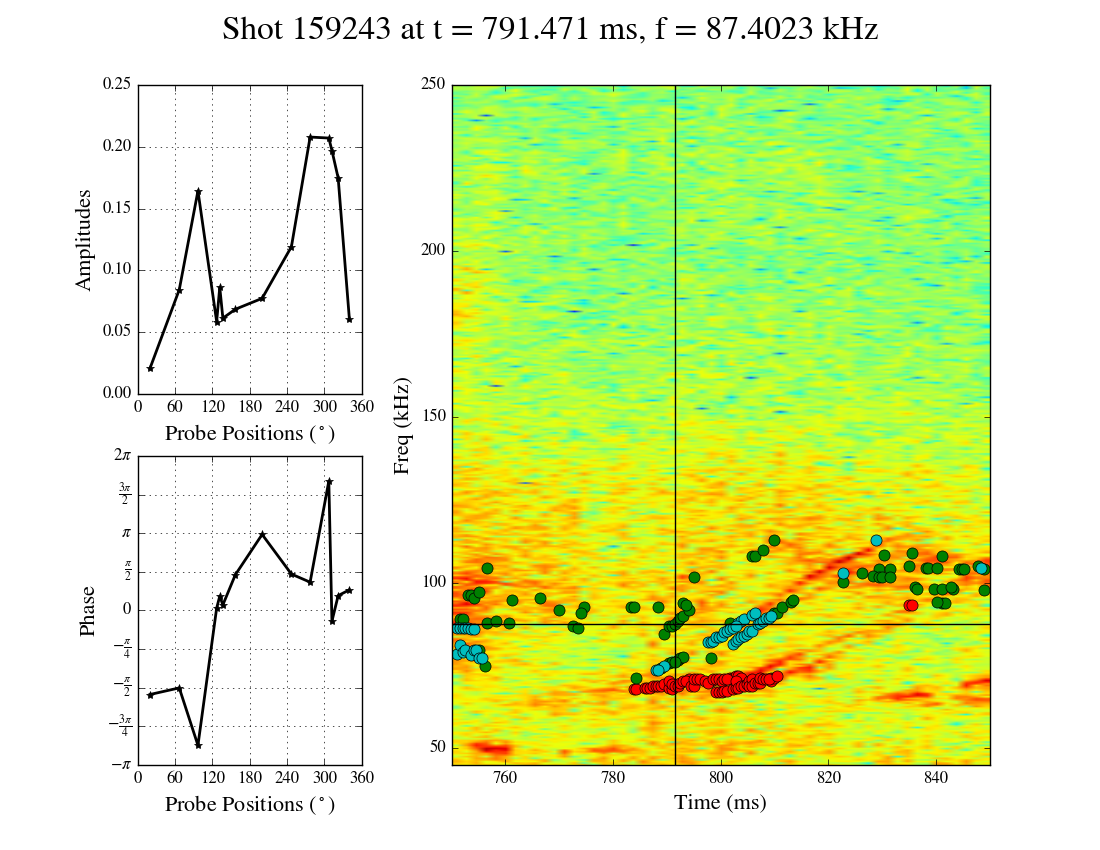 Shot 159243 at t = 791.471 ms, f = 87.4023 kHz
0.25
0.20
0.15
0.10
0.05
0.00
Amplitudes
0 60 120 180 240 300 360
Probe Positions (°)
2π
3π/2
π
π/2
0
−π/4
−π/2
−3π/4
−π
Phase
0 60 120 180 240 300 360
Probe Positions (°)
250
200
150
100
50
Freq (kHz)
760 780 800 820 840
Time (ms)